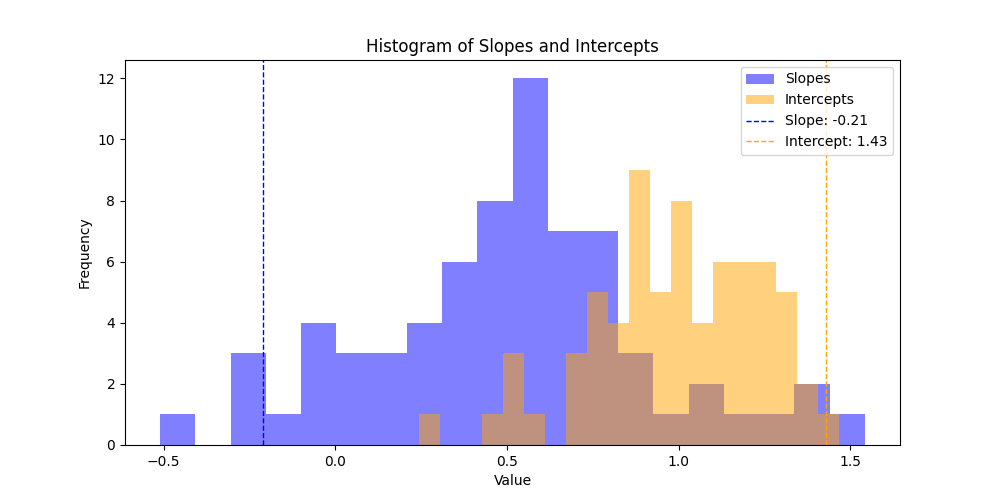 Histogram of Slopes and Intercepts
Slopes
Intercepts
Slope: -0.21
Intercept: 1.43
Frequency
12
10
8
6
4
2
0
−0.5
0.0
0.5
1.0
1.5
Value